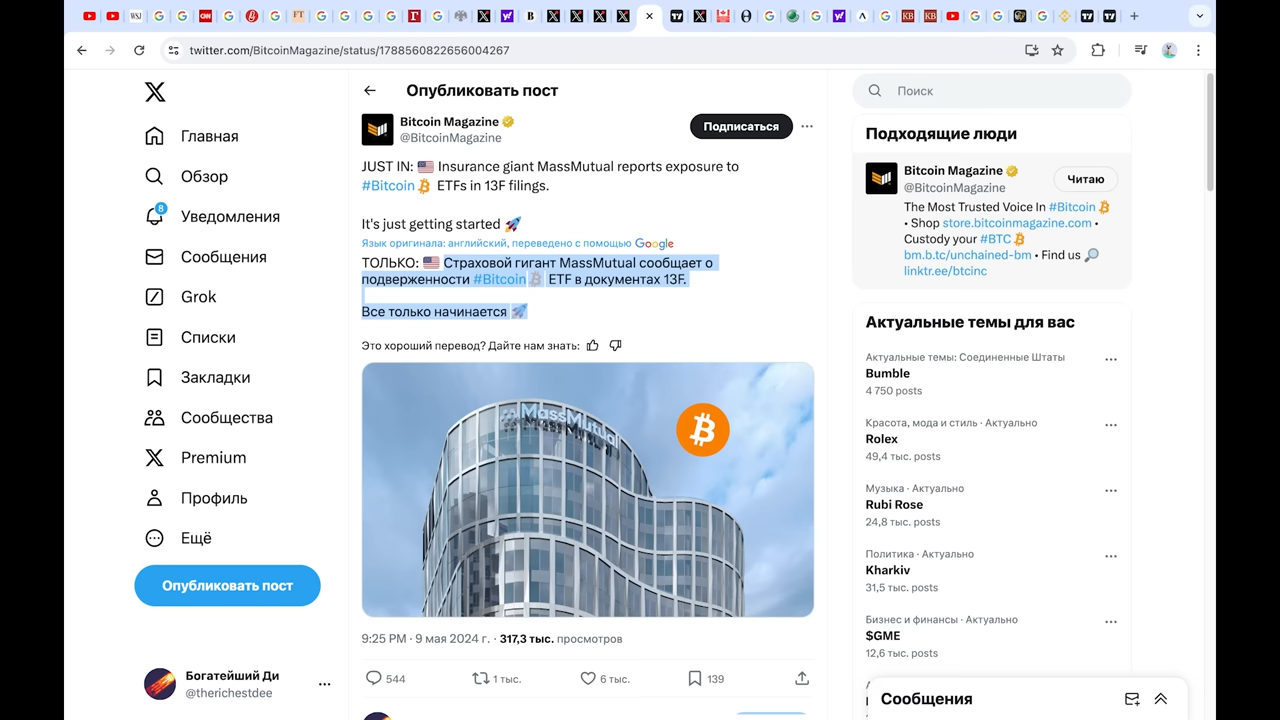 WSJ
CNN
FT
B
KB
KB
twitter.com/BitcoinMagazine/status/1788560822656004267
Главная
Обзор
8
Уведомления
Сообщения
Grok
Списки
Закладки
Сообщества
Premium
Профиль
Ещё
Опубликовать пост
Богатейший Ди
@therichestdee
Опубликовать пост
Bitcoin Magazine
@BitcoinMagazine
Подписаться
JUST IN: 🇺🇸 Insurance giant MassMutual reports exposure to
#Bitcoin ETFs in 13F filings.
It's just getting started 🚀
Язык оригинала: английский, переведено с помощью Google
ТОЛЬКО: 🇺🇸 Страховой гигант MassMutual сообщает о
подверженности #Bitcoin ETF в документах 13F.
Все только начинается 🚀
Это хороший перевод? Дайте нам знать:
MassMutual
9:25 PM · 9 мая 2024 г. · 317,3 тыс. просмотров
544
1 тыс.
6 тыс.
139
Поиск
Подходящие люди
Bitcoin Magazine
@BitcoinMagazine
Читаю
The Most Trusted Voice In #Bitcoin
• Shop store.bitcoinmagazine.com •
Custody your #BTC
bm.b.tc/unchained-bm • Find us 🔎
linktr.ee/btcinc
Актуальные темы для вас
Актуальные темы: Соединенные Штаты
Bumble
4 750 posts
Красота, мода и стиль · Актуально
Rolex
49,4 тыс. posts
Музыка · Актуально
Rubi Rose
24,8 тыс. posts
Политика · Актуально
Kharkiv
31,5 тыс. posts
Бизнес и финансы · Актуально
$GME
12,6 тыс. posts
Сообщения